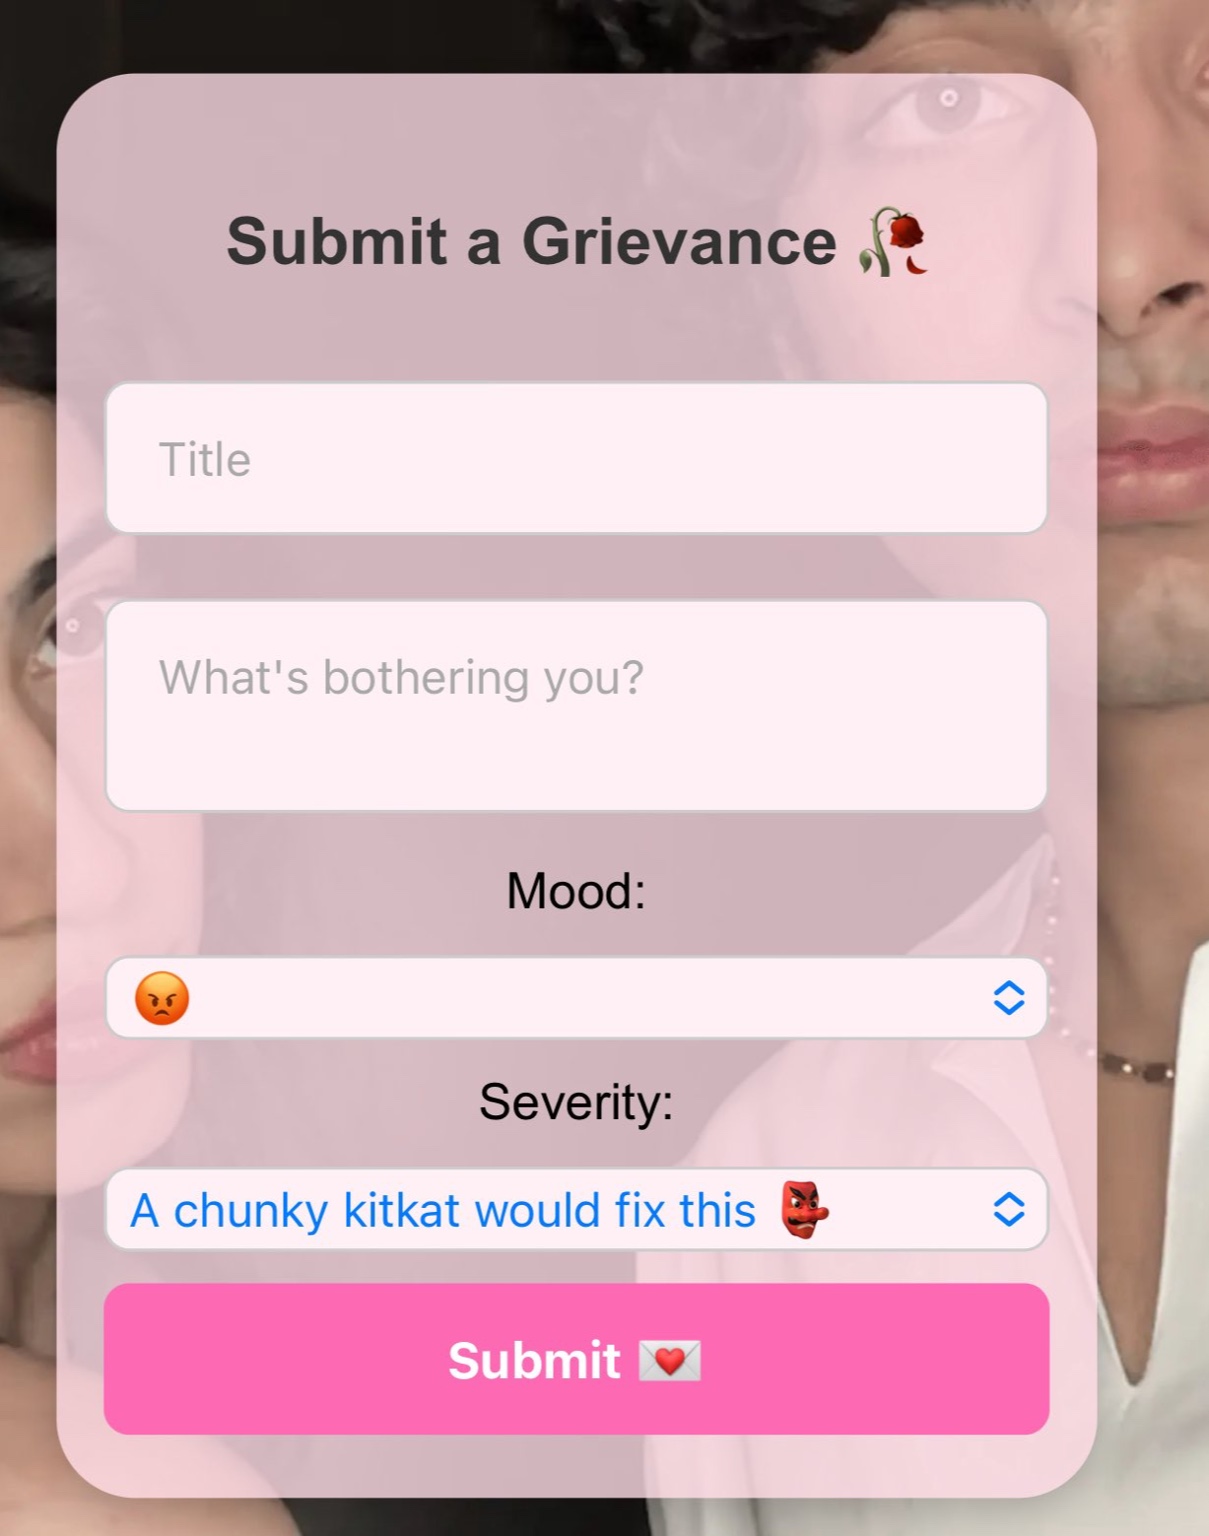 Submit a Grievance 🥀
Title
What's bothering you?
Mood:
😡
Severity:
A chunky kitkat would fix this 👺
Submit 💌